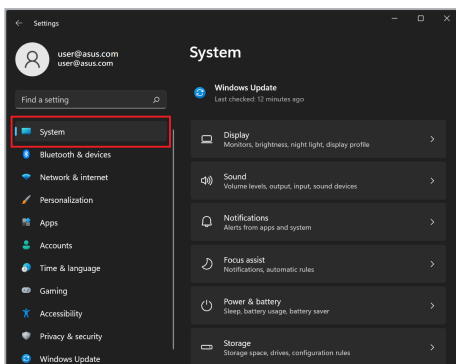 Settings
user@asus.com
user@asus.com
Find a setting
System
Bluetooth & devices
Network & internet
Personalization
Apps
Accounts
Time & language
Gaming
Accessibility
Privacy & security
Windows Update
System
Windows Update
Last checked: 12 minutes ago
Display
Monitors, brightness, night light, display profile
Sound
Volume levels, output, input, sound devices
Notifications
Alerts from apps and system
Focus assist
Notifications, automatic rules
Power & battery
Sleep, battery usage, battery saver
Storage
Storage space, drives, configuration rules